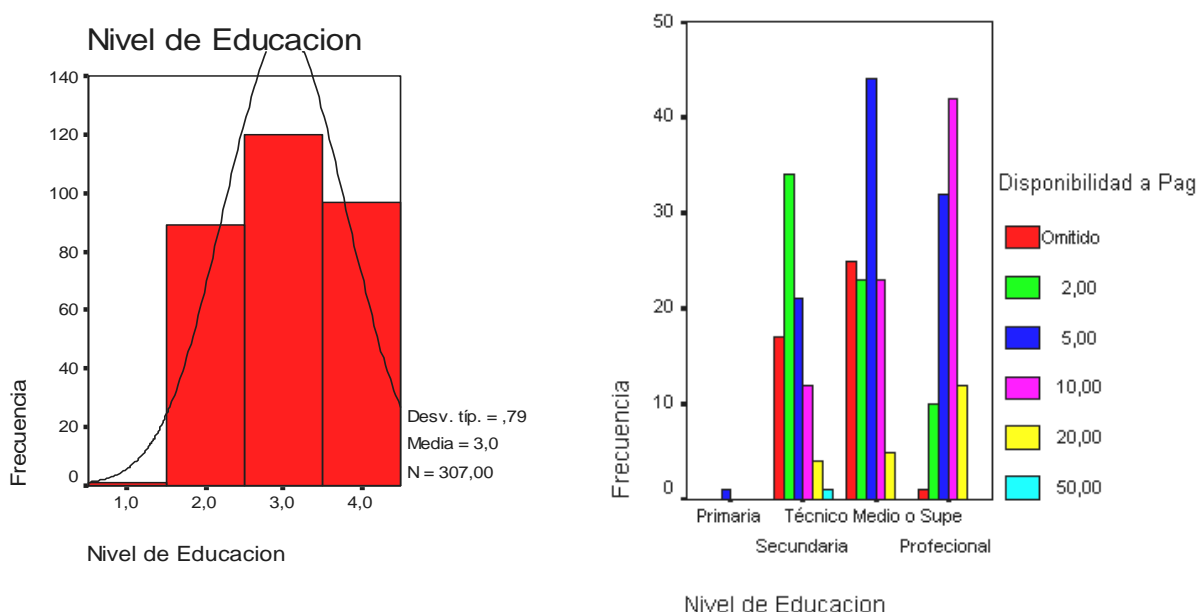 Nivel de Educacion
140
120
100
80
60
40
20
0
Frecuencia
1,0 2,0 3,0 4,0
Nivel de Educacion
Desv. típ. = ,79
Media = 3,0
N = 307,00
50
40
30
20
10
0
Frecuencia
Primaria Técnico Medio o Supe
Secundaria Profecional
Nivel de Educacion
Disponibilidad a Pag
Omitido
2,00
5,00
10,00
20,00
50,00